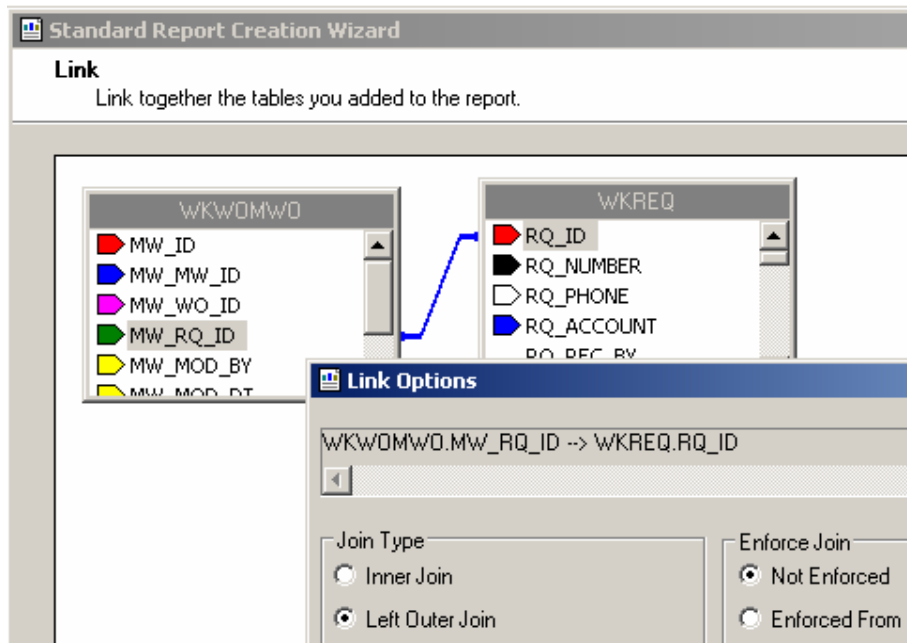 Standard Report Creation Wizard
Link
Link together the tables you added to the report.
WKWOMWO
MW_ID
MW_MW_ID
MW_WO_ID
MW_RQ_ID
MW_MOD_BY
MW_MOD_DT
WKREQ
RQ_ID
RQ_NUMBER
RQ_PHONE
RQ_ACCOUNT
RQ_REC_BY
Link Options
WKWOMWO.MW_RQ_ID --> WKREQ.RQ_ID
Join Type
Inner Join
Left Outer Join
Enforce Join
Not Enforced
Enforced From